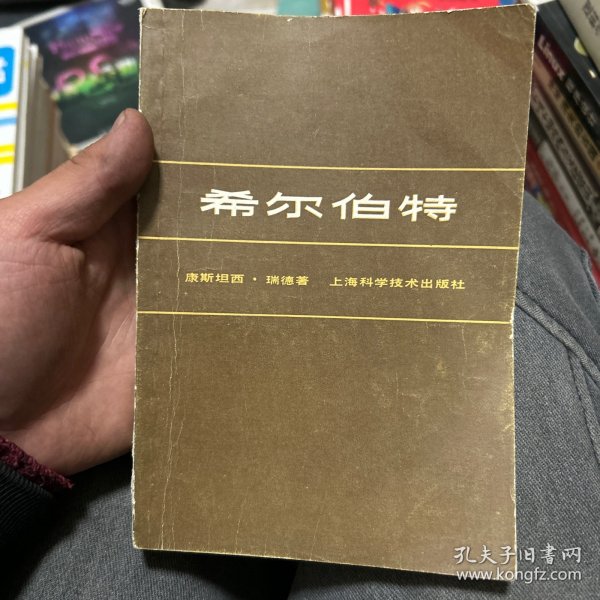 希尔伯特
康斯坦西·瑞德著 上海科学技术出版社
Linux
孔夫子旧书网
www.kongfz.com